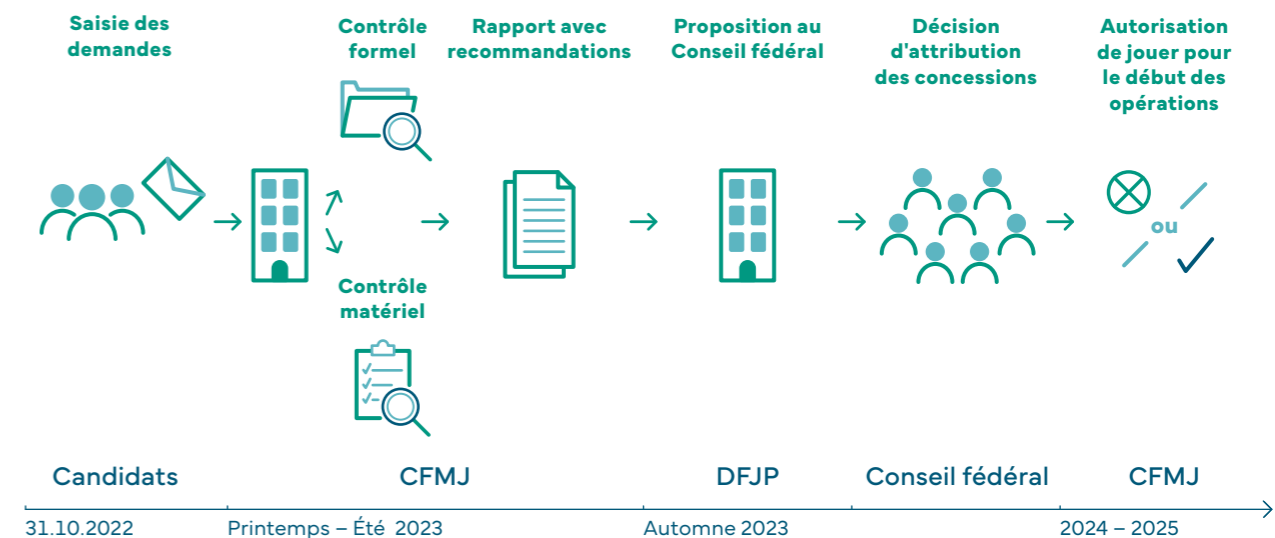 Saisie des
demandes
Contrôle
formel
Rapport avec
recommandations
Proposition au
Conseil fédéral
Décision
d'attribution
des concessions
Autorisation
de jouer pour
le début des
opérations
ou
Contrôle
matériel
Candidats
CFMJ
DFJP
Conseil fédéral
CFMJ
31.10.2022
Printemps – Été 2023
Automne 2023
2024 – 2025